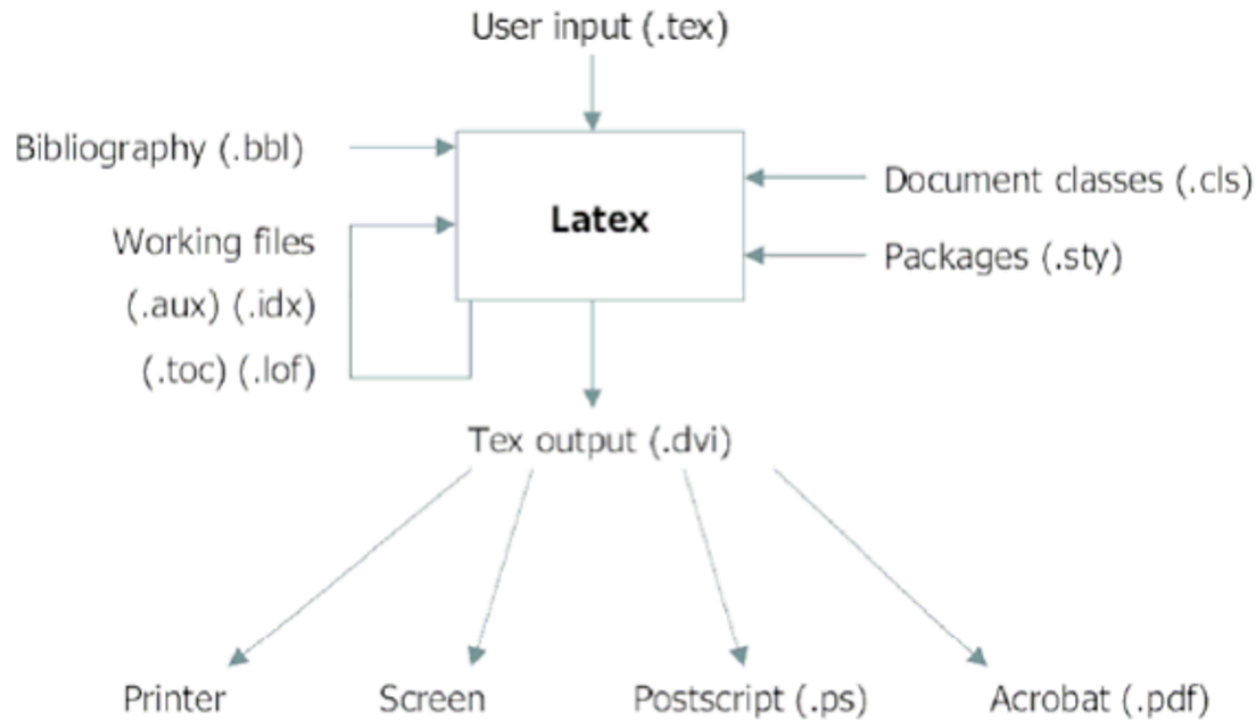 User input (.tex)
Bibliography (.bbl)
Document classes (.cls)
Latex
Working files
Packages (.sty)
(.aux) (.idx)
(.toc) (.lof)
Tex output (.dvi)
Printer
Screen
Postscript (.ps)
Acrobat (.pdf)